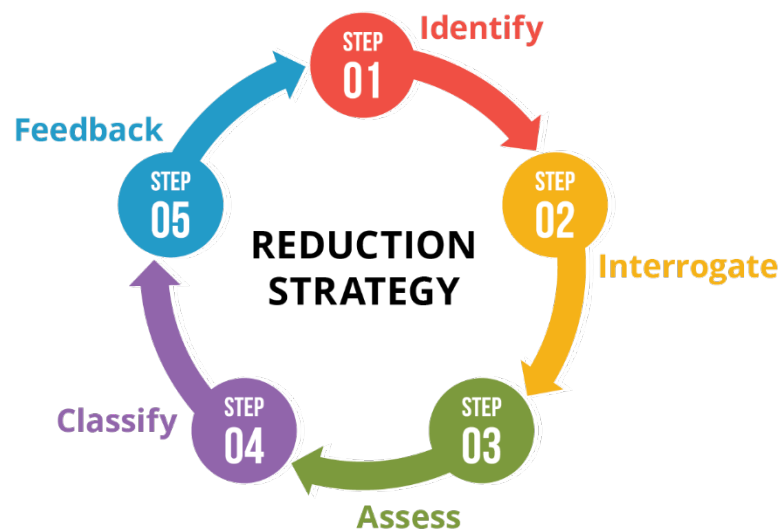 STEP
01
Identify
STEP
02
Interrogate
STEP
03
Assess
STEP
04
Classify
STEP
05
Feedback
REDUCTION
STRATEGY